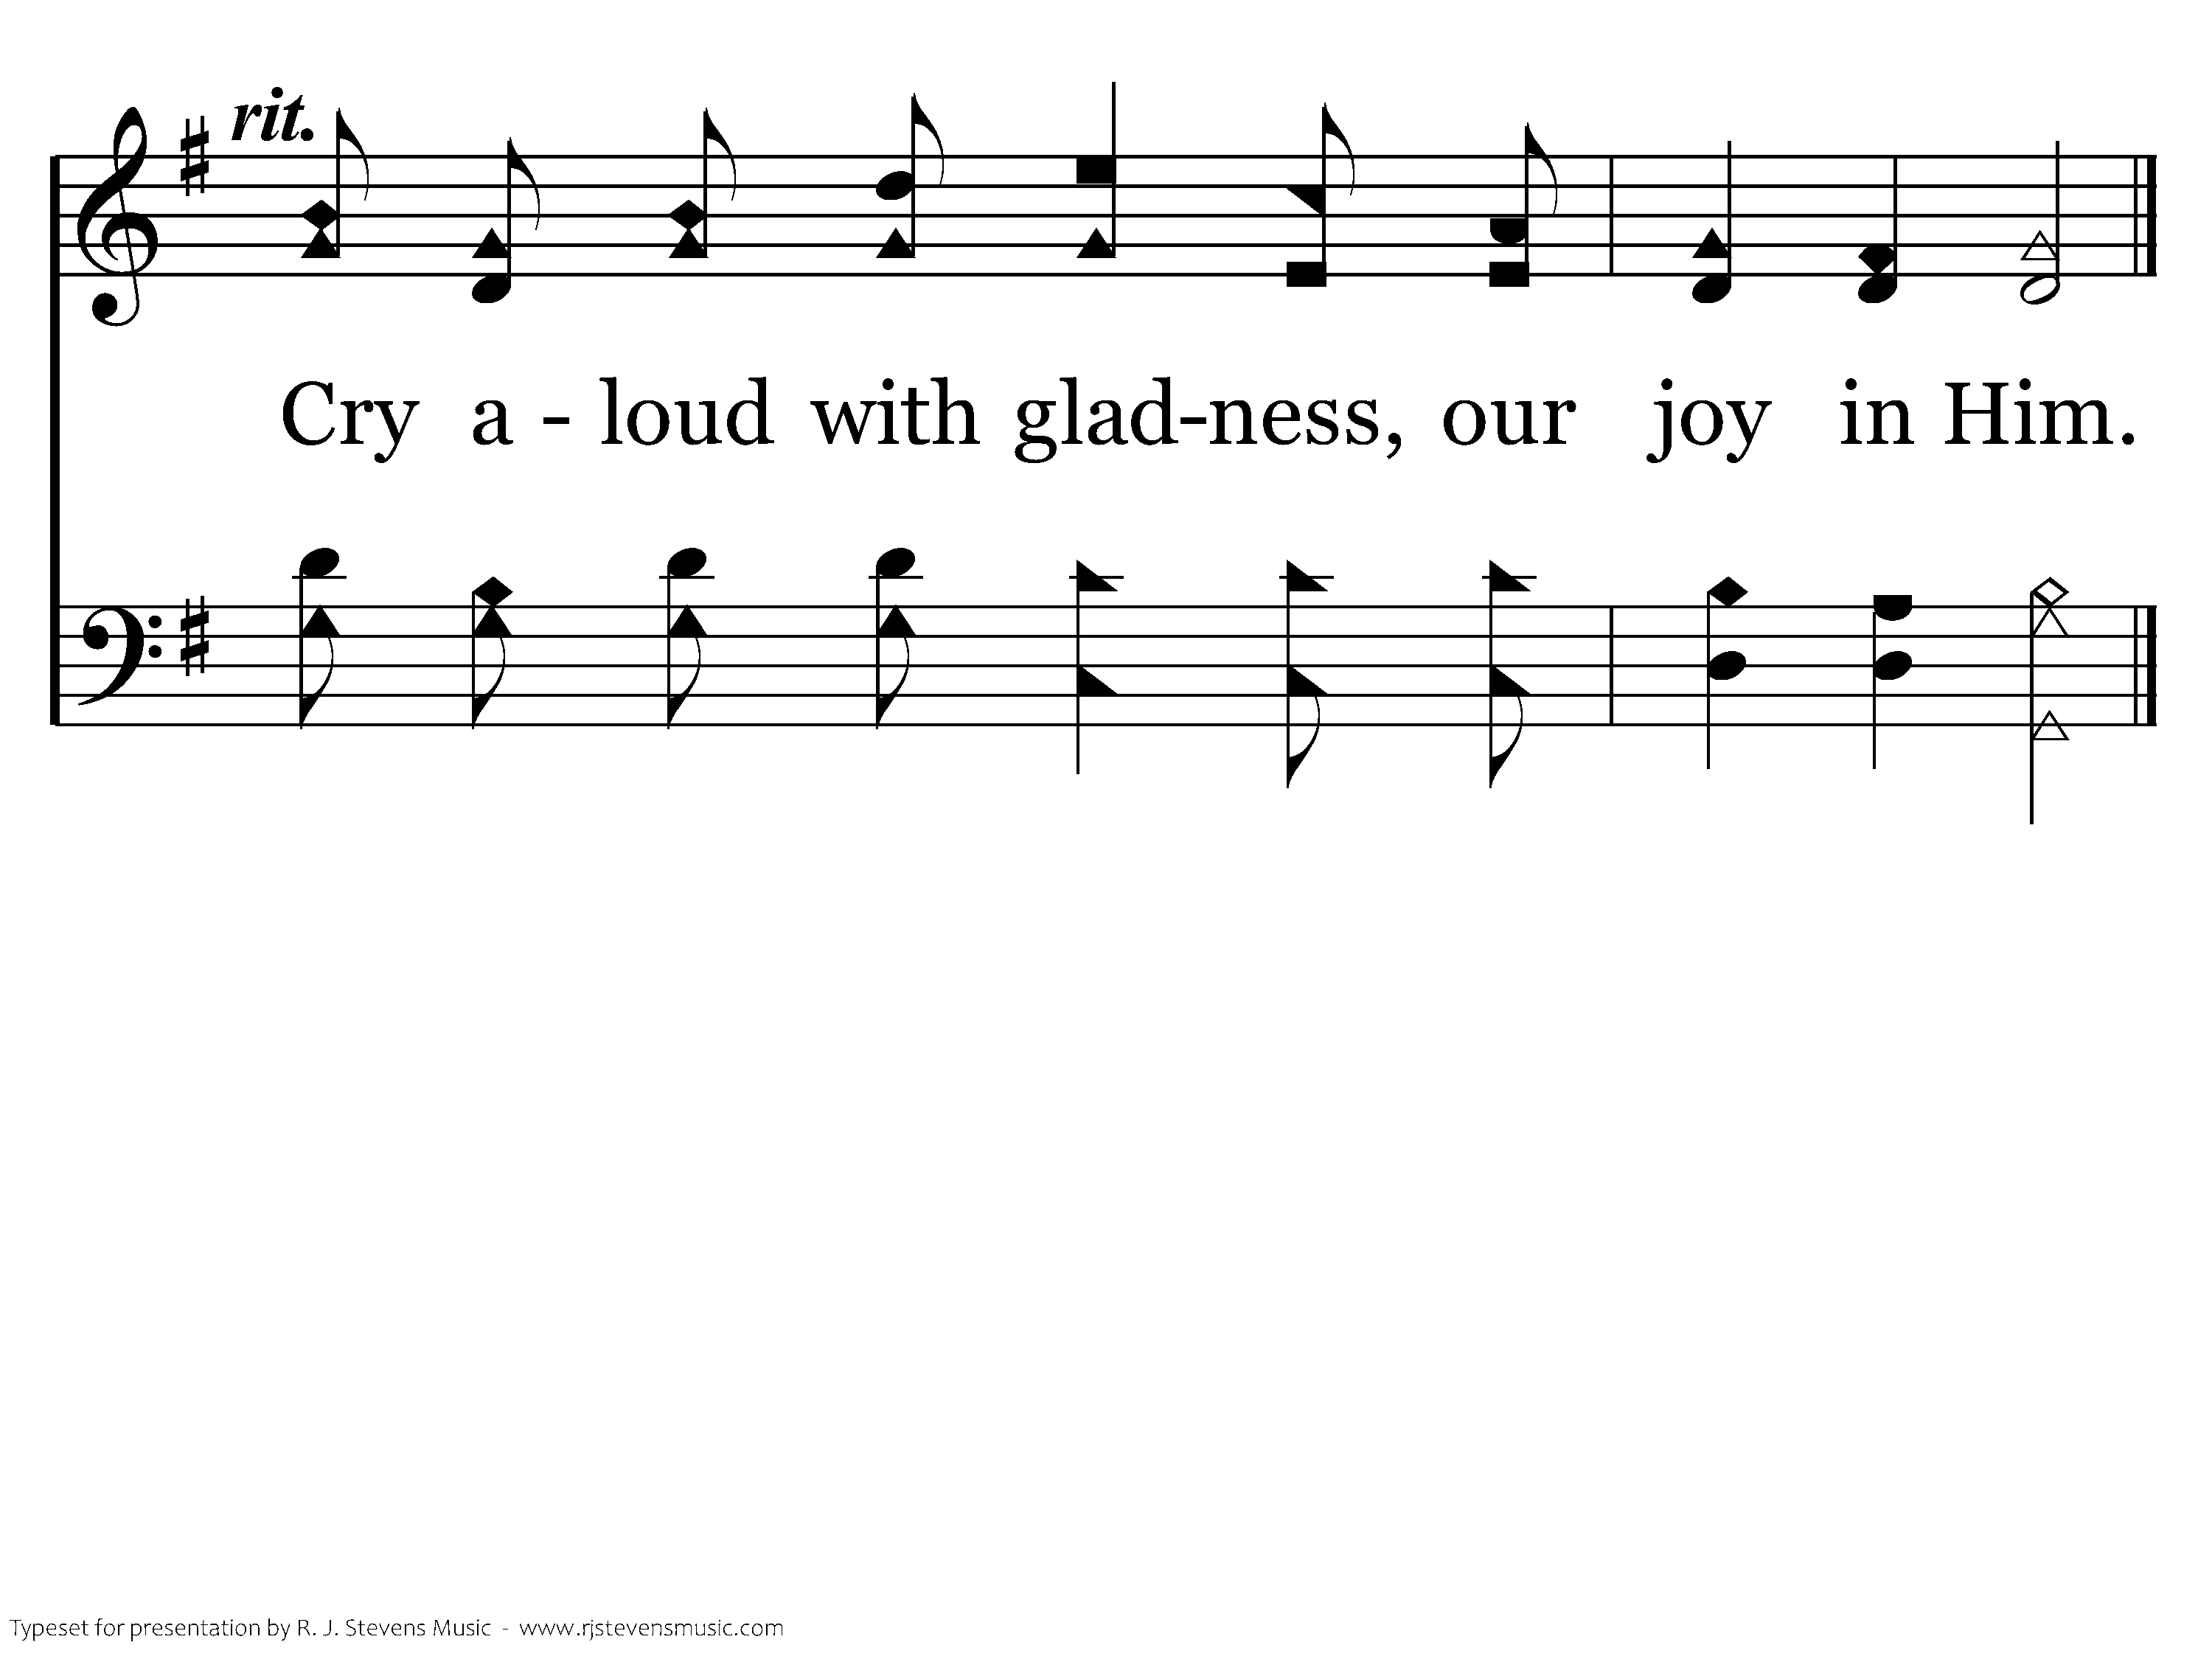 rit.
Cry a - loud with glad-ness, our joy in Him.
Typeset for presentation by R. J. Stevens Music - www.rjstevensmusic.com